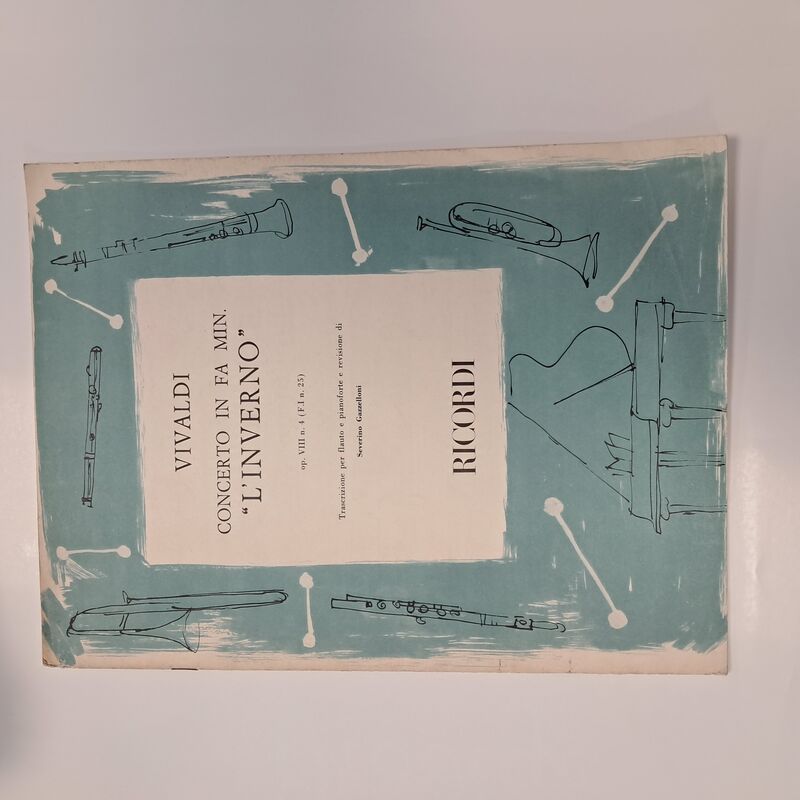 VIVALDI
CONCERTO IN FA MIN.
“L’INVERNO”
op. VIII n. 4 (F.I n. 25)
Trascrizione per flauto e pianoforte e revisione di
Severino Gazzelloni
RICORDI